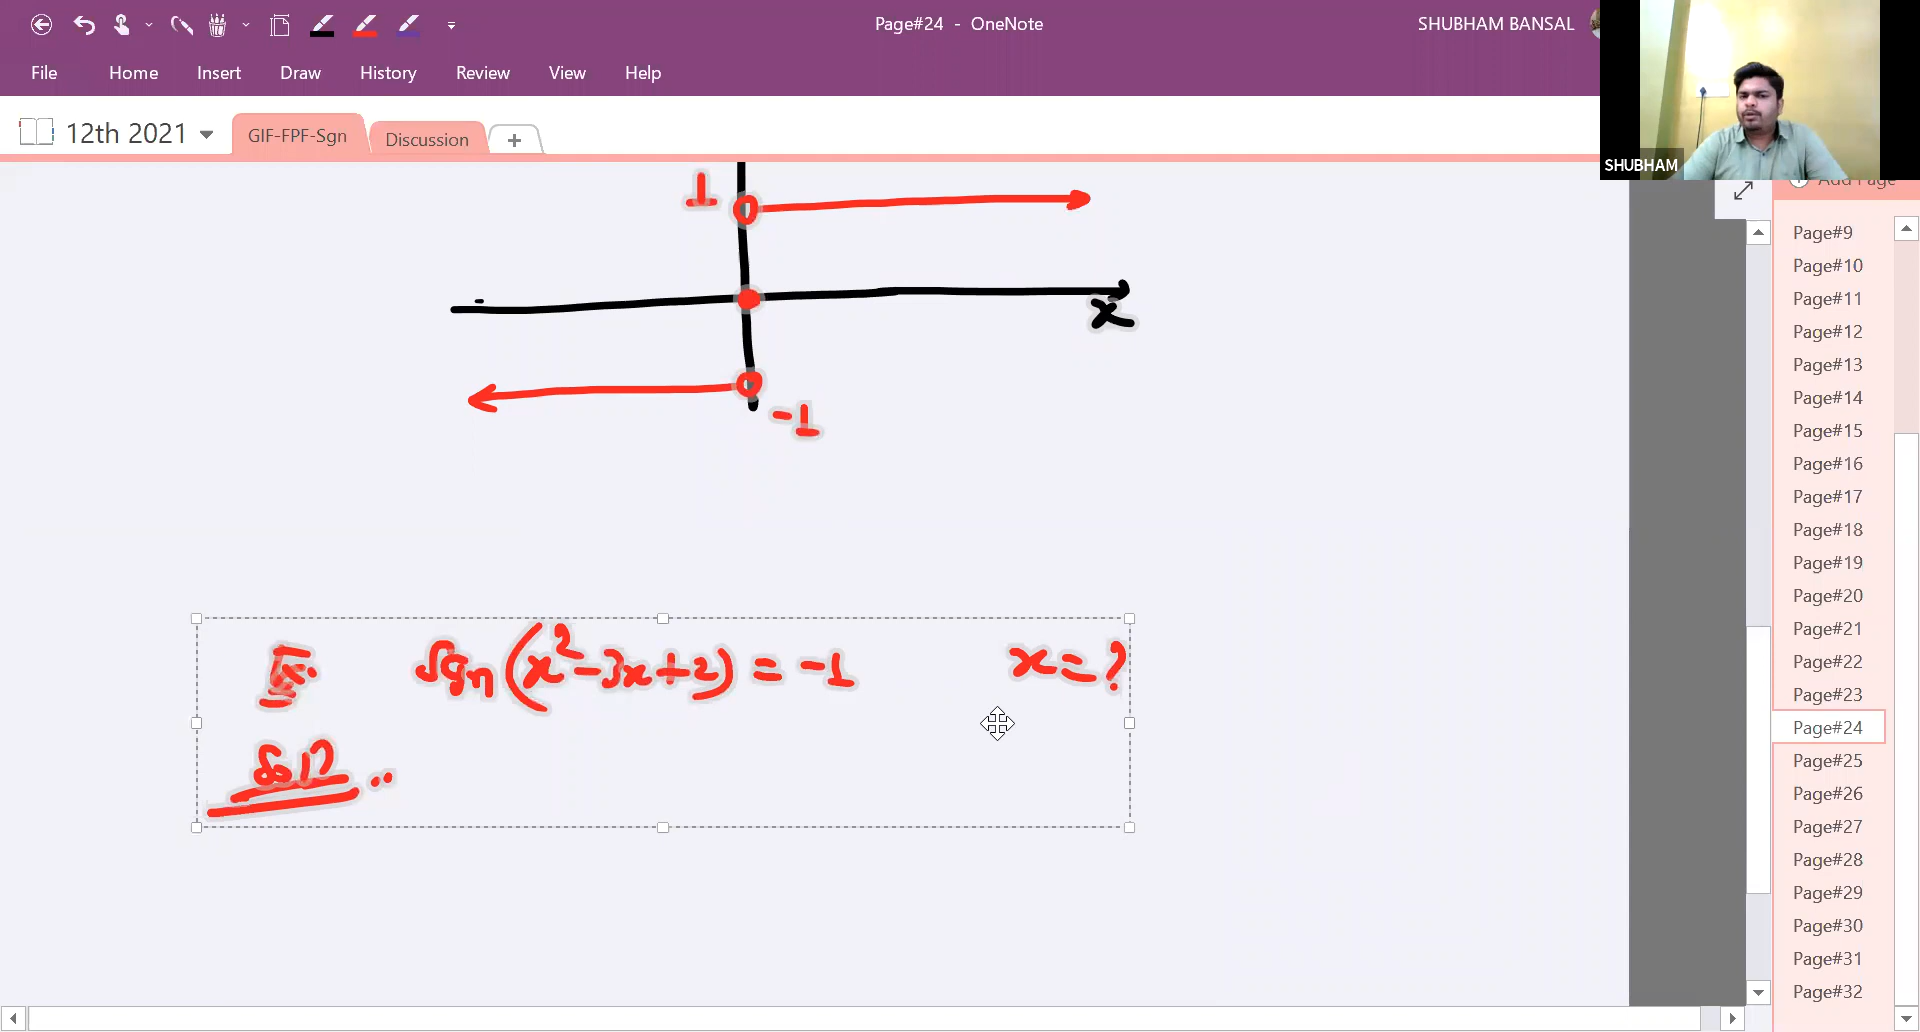 Page#24 - OneNote
SHUBHAM BANSAL
File Home Insert Draw History Review View Help
12th 2021
GIF-FPF-Sgn
Discussion
SHUBHAM
Add Page
1
x
-1
E.
Sgn(x²-3x+2) = -1
x=?
Sol?
Page#9
Page#10
Page#11
Page#12
Page#13
Page#14
Page#15
Page#16
Page#17
Page#18
Page#19
Page#20
Page#21
Page#22
Page#23
Page#24
Page#25
Page#26
Page#27
Page#28
Page#29
Page#30
Page#31
Page#32